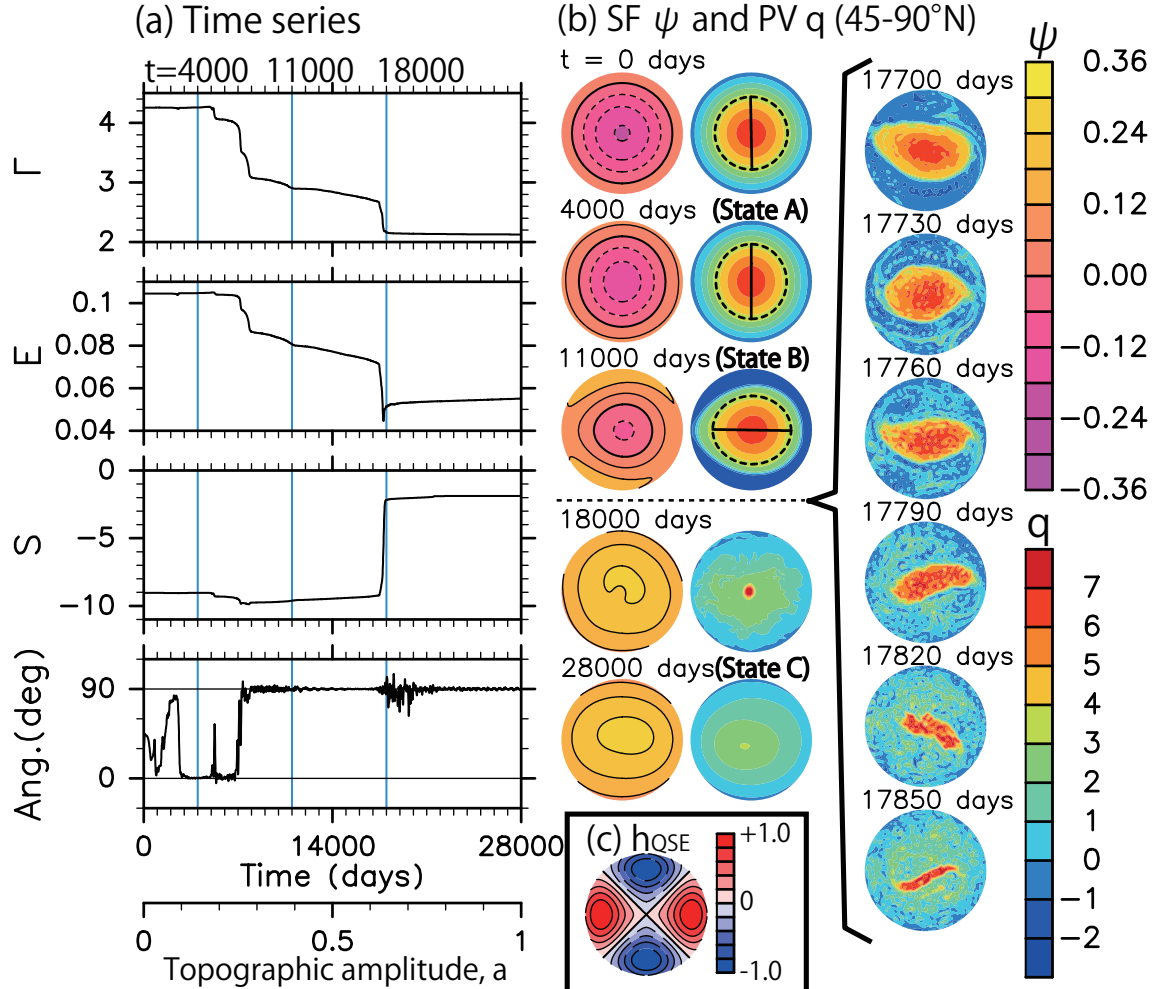 (a) Time series
t=4000 11000 18000
Γ
4
3
2
E
0.1
0.08
0.06
0.04
S
0
−5
−10
Ang.(deg)
90
0
0 14000 28000
Time (days)
0 0.5 1
Topographic amplitude, a
(b) SF ψ and PV q (45-90°N)
t = 0 days
4000 days (State A)
11000 days (State B)
18000 days
28000 days (State C)
17700 days
17730 days
17760 days
17790 days
17820 days
17850 days
(c) hQSE
+1.0
0
-1.0
ψ
0.36
0.24
0.12
0.00
−0.12
−0.24
−0.36
q
7
6
5
4
3
2
1
0
−1
−2